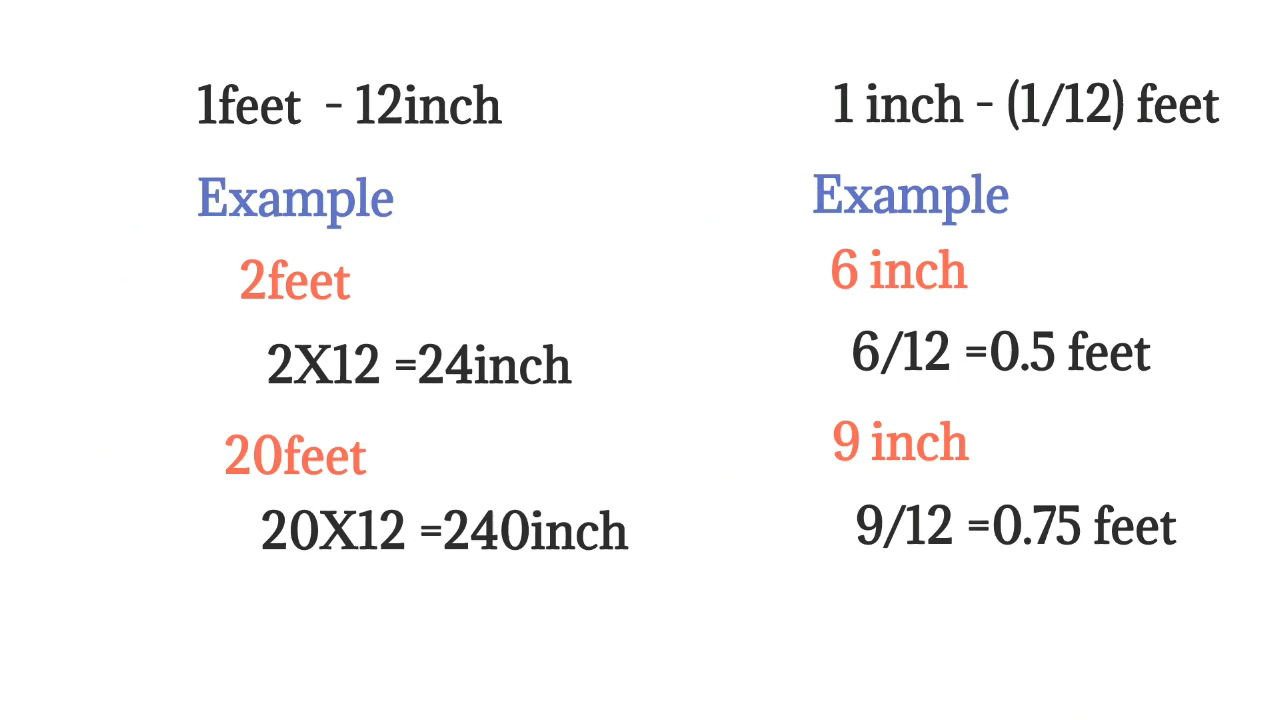 1feet - 12inch
Example
2feet
2X12 =24inch
20feet
20X12 =240inch
1 inch - (1/12) feet
Example
6 inch
6/12 =0.5 feet
9 inch
9/12 =0.75 feet